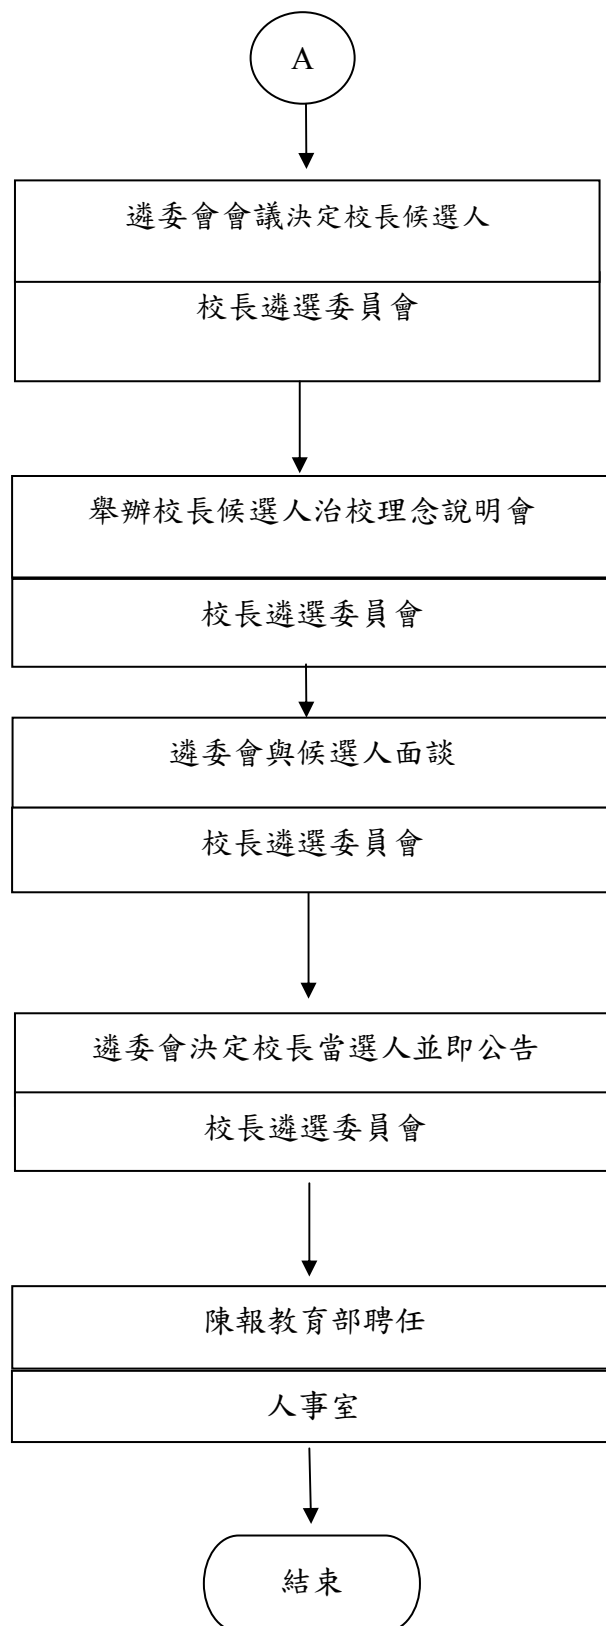 A
遴委會會議決定校長候選人
校長遴選委員會
舉辦校長候選人治校理念說明會
校長遴選委員會
遴委會與候選人面談
校長遴選委員會
遴委會決定校長當選人並即公告
校長遴選委員會
陳報教育部聘任
人事室
結束